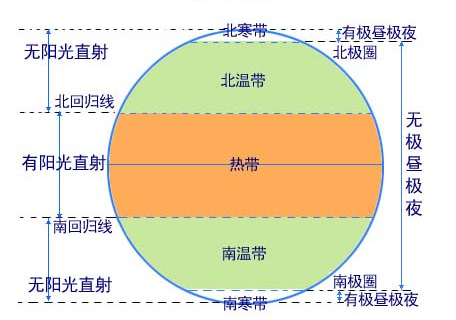 北寒带
有极昼极夜
无阳光直射
北极圈
北温带
北回归线
无极昼极夜
有阳光直射
热带
南回归线
南温带
无阳光直射
南极圈
南寒带
有极昼极夜